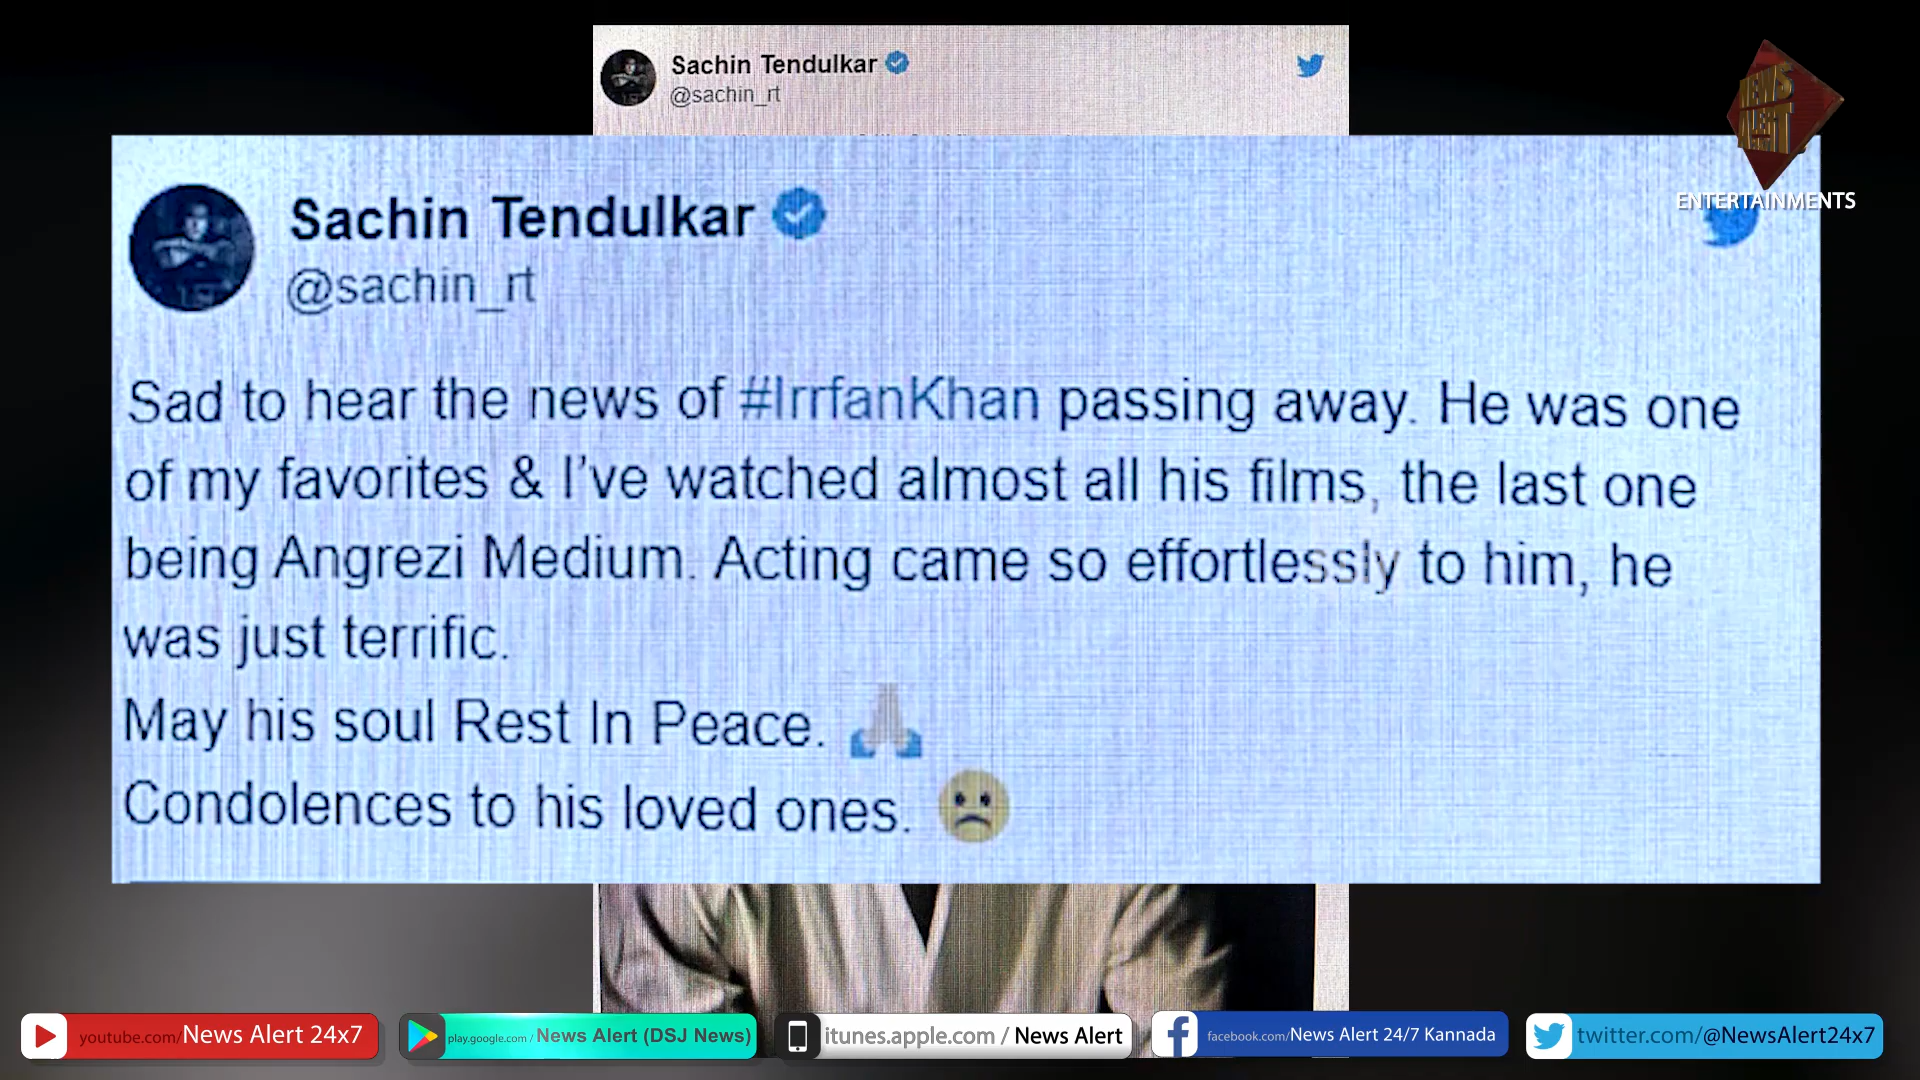 Sachin Tendulkar
@sachin_rt
NEWS
ALERT
ENTERTAINMENTS
Sachin Tendulkar
@sachin_rt
Sad to hear the news of #IrrfanKhan passing away. He was one
of my favorites & I've watched almost all his films, the last one
being Angrezi Medium. Acting came so effortlessly to him, he
was just terrific.
May his soul Rest In Peace. 🙏
Condolences to his loved ones. 🙁
youtube.com/News Alert 24x7
play.google.com / News Alert (DSJ News)
itunes.apple.com / News Alert
facebook.com/News Alert 24/7 Kannada
twitter.com/@NewsAlert24x7